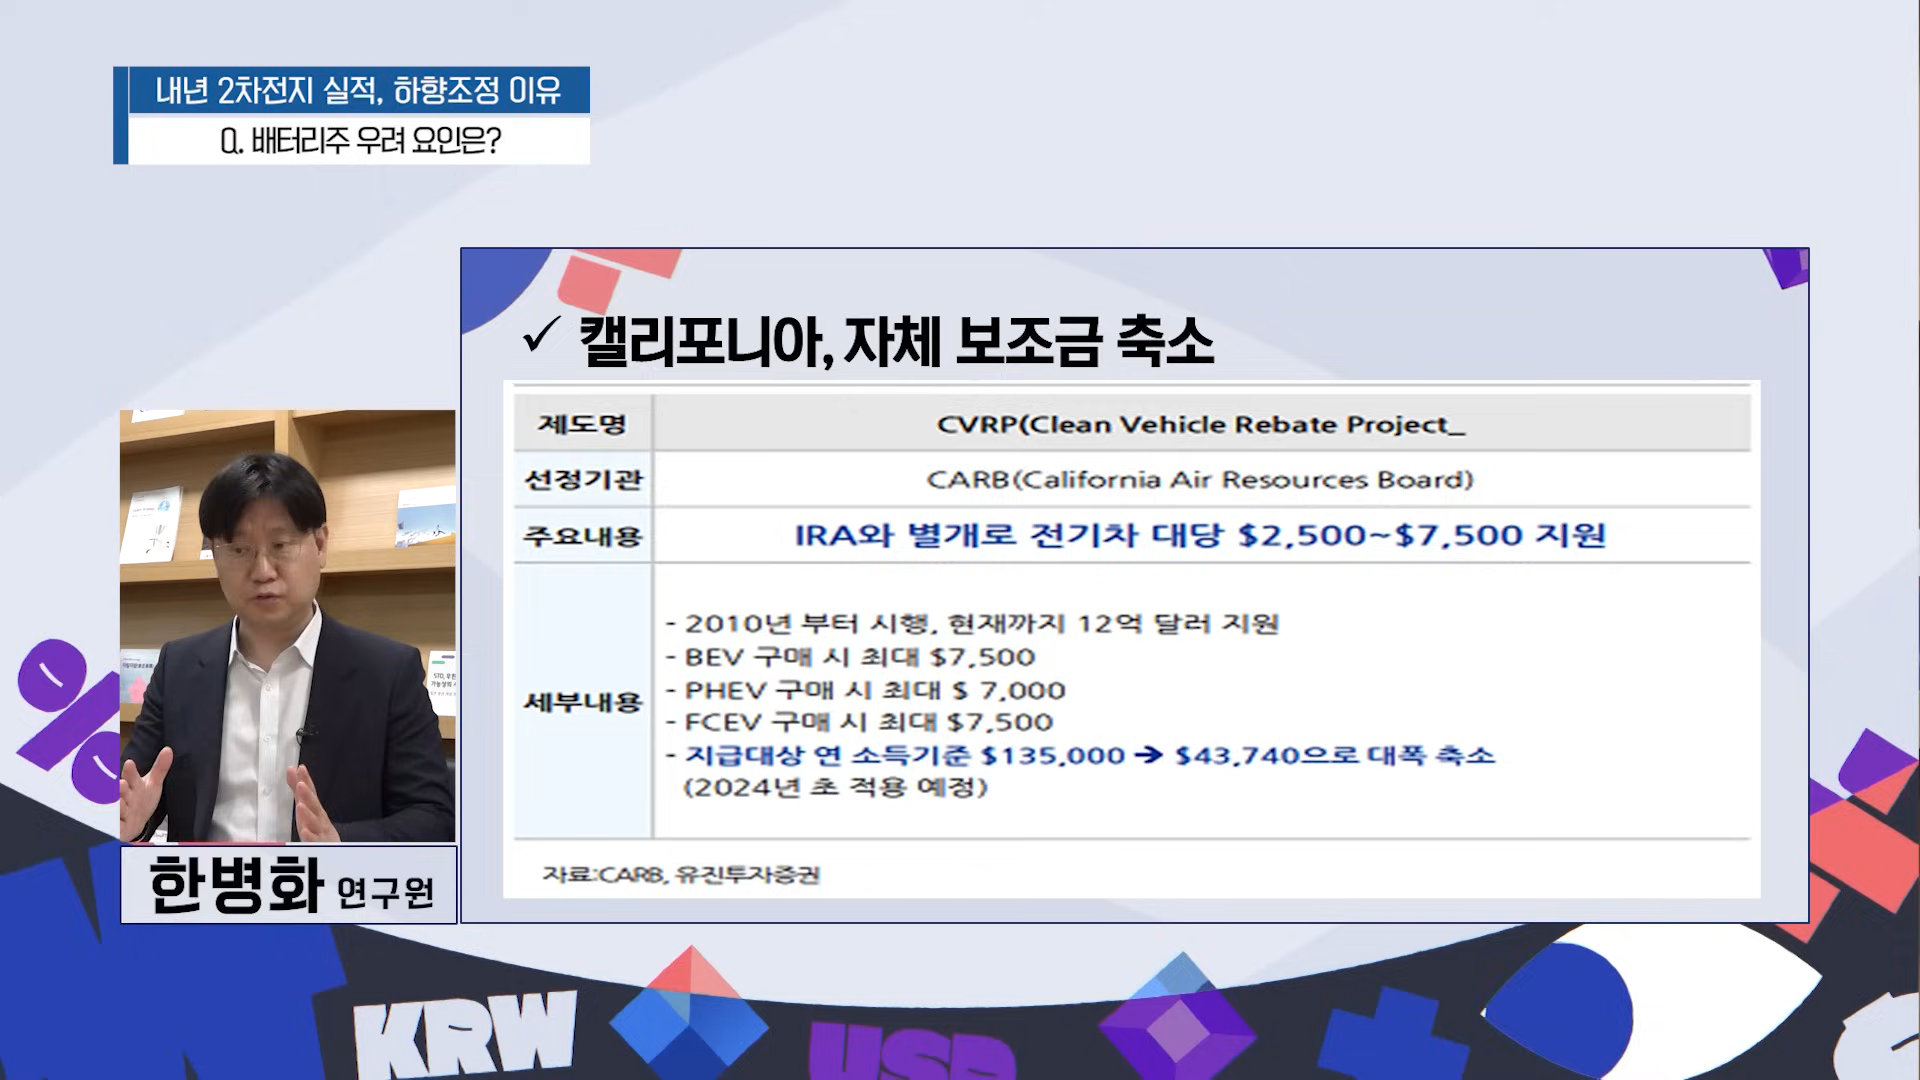 내년 2차전지 실적, 하향조정 이유
Q. 배터리주 우려 요인은?
✓ 캘리포니아, 자체 보조금 축소
제도명 CVRP(Clean Vehicle Rebate Project_
선정기관 CARB(California Air Resources Board)
주요내용 IRA와 별개로 전기차 대당 $2,500~$7,500 지원
세부내용
- 2010년 부터 시행, 현재까지 12억 달러 지원
- BEV 구매 시 최대 $7,500
- PHEV 구매 시 최대 $ 7,000
- FCEV 구매 시 최대 $7,500
- 지급대상 연 소득기준 $135,000 → $43,740으로 대폭 축소
(2024년 초 적용 예정)
자료:CARB, 유진투자증권
한병화 연구원
%
KRW
USD